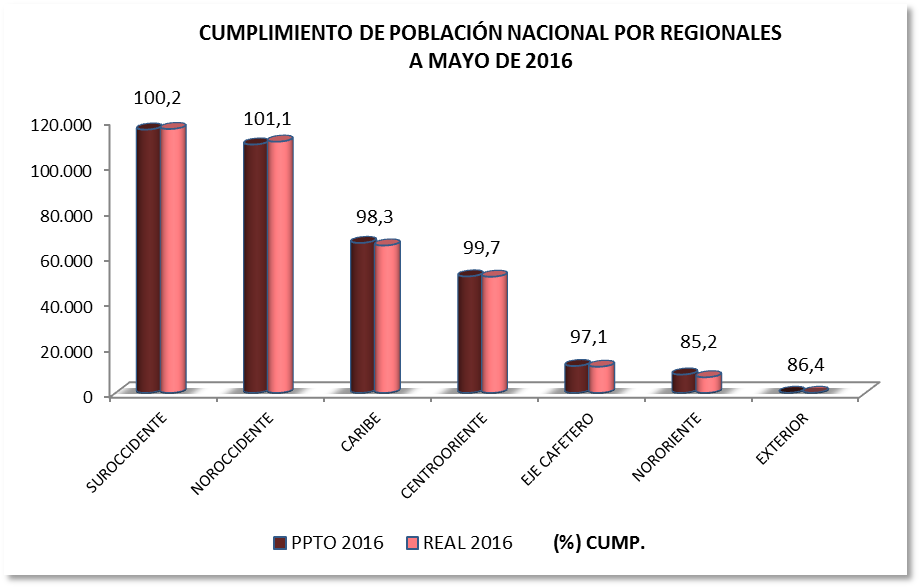 CUMPLIMIENTO DE POBLACIÓN NACIONAL POR REGIONALES
A MAYO DE 2016
120.000
100.000
80.000
60.000
40.000
20.000
0
100,2
101,1
98,3
99,7
97,1
85,2
86,4
SUROCCIDENTE
NOROCCIDENTE
CARIBE
CENTROORIENTE
EJE CAFETERO
NORORIENTE
EXTERIOR
PPTO 2016 REAL 2016 (%) CUMP.